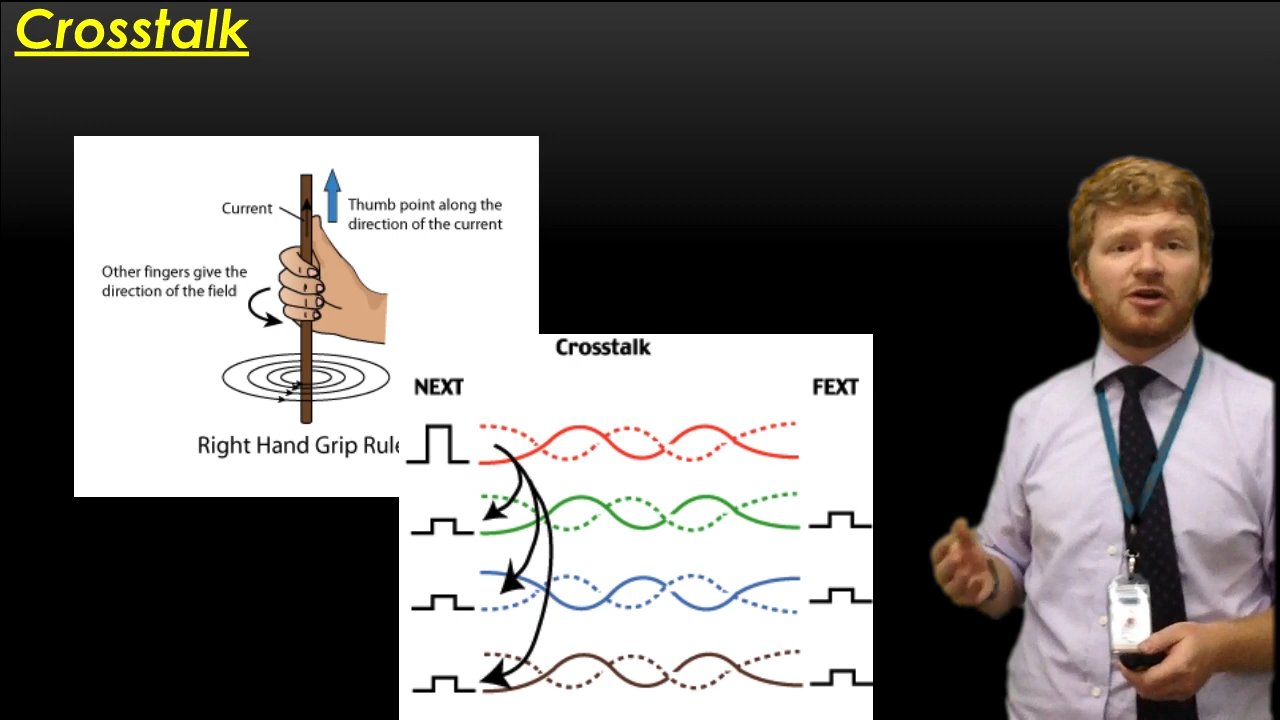 Crosstalk
Current
Thumb point along the
direction of the current
Other fingers give the
direction of the field
Right Hand Grip Rule
Crosstalk
NEXT
FEXT